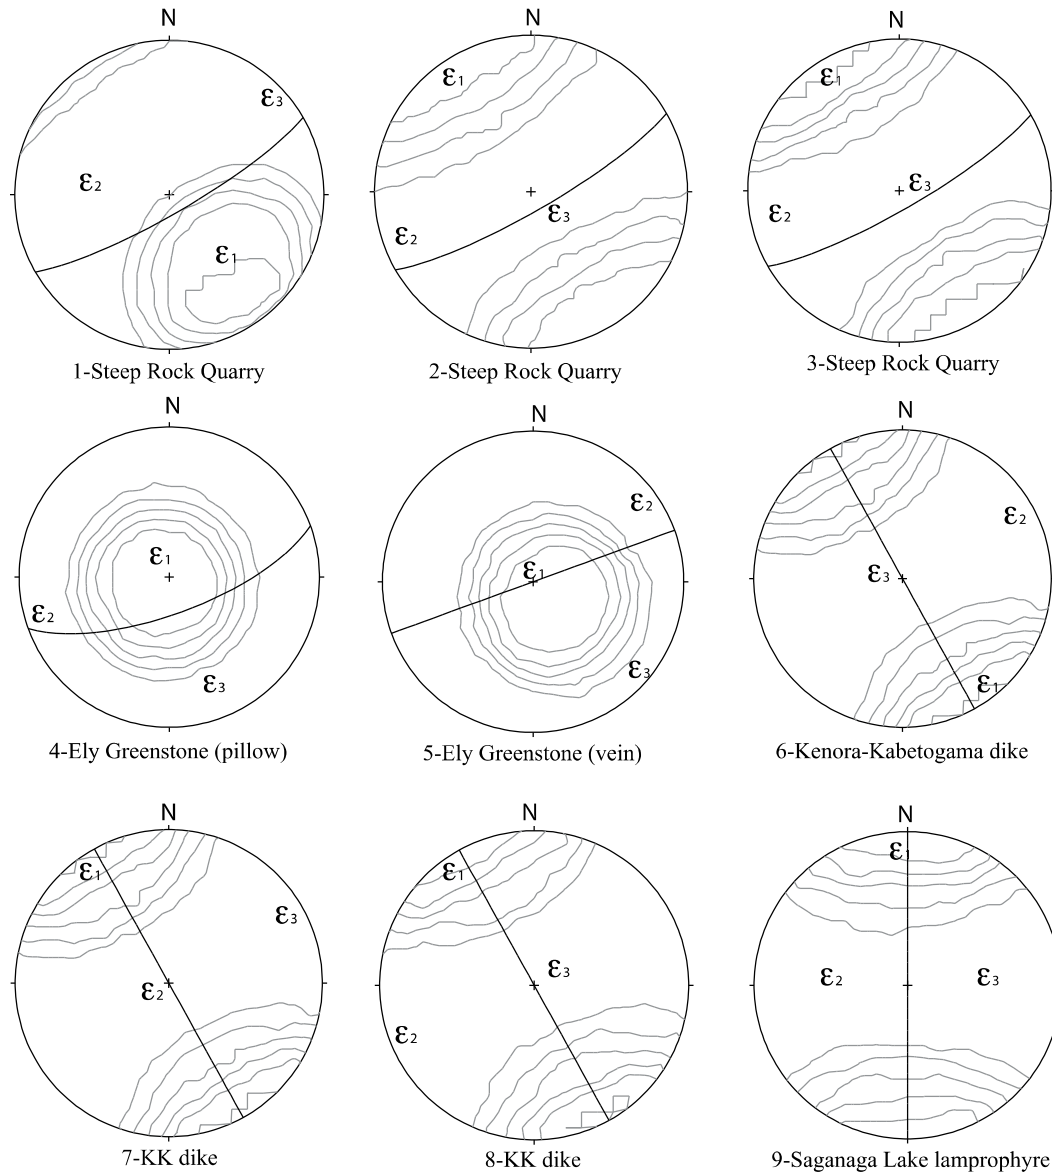 N N N
ε1 ε1
ε3
ε2 ε3
ε2 ε3 ε2
ε1
1-Steep Rock Quarry 2-Steep Rock Quarry 3-Steep Rock Quarry
N N N
ε2 ε2
ε1 ε1 ε3
ε2
ε3 ε3 ε1
4-Ely Greenstone (pillow) 5-Ely Greenstone (vein) 6-Kenora-Kabetogama dike
N N N
ε1 ε1 ε1
ε3
ε2 ε3 ε2 ε3
ε2
7-KK dike 8-KK dike 9-Saganaga Lake lamprophyre